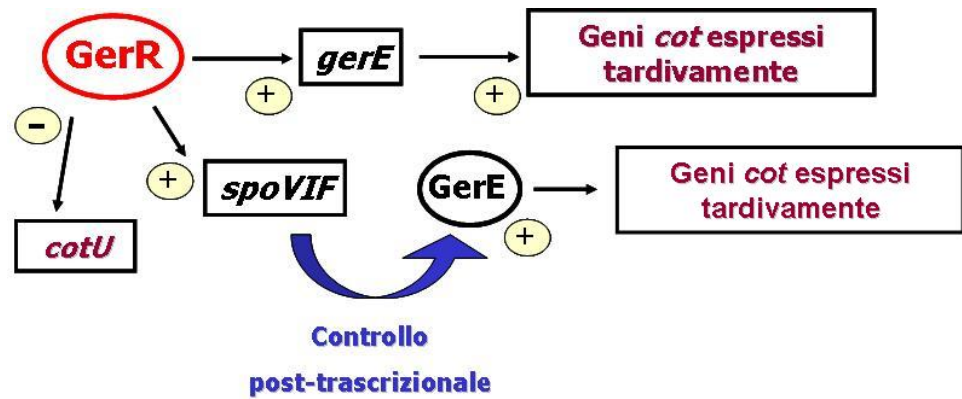 GerR
gerE
Geni cot espressi
tardivamente
+
+
-
+
spoVIF
GerE
Geni cot espressi
tardivamente
+
cotU
Controllo
post-trascrizionale